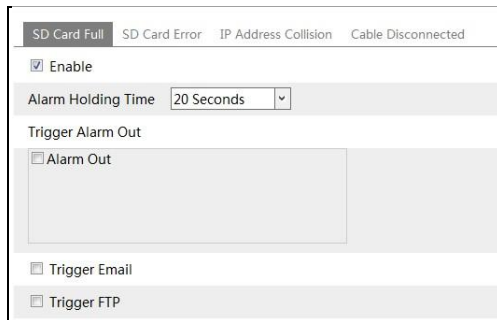 SD Card Full SD Card Error IP Address Collision Cable Disconnected
Enable
Alarm Holding Time 20 Seconds
Trigger Alarm Out
Alarm Out
Trigger Email
Trigger FTP